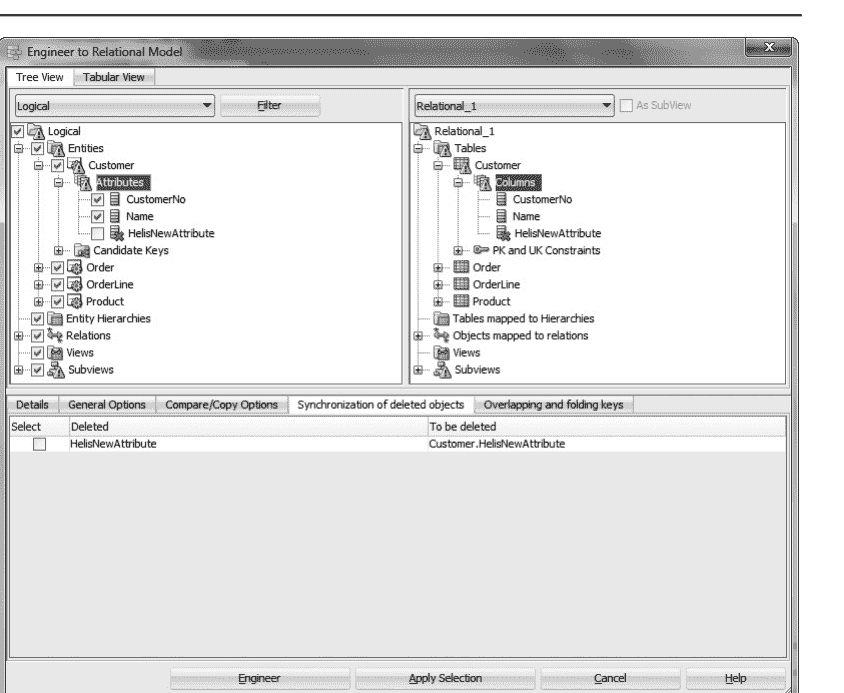 Engineer to Relational Model
Tree View Tabular View
Logical Filter Relational_1 As SubView
Logical
Entities
Customer
Attributes
CustomerNo
Name
HelisNewAttribute
Candidate Keys
Order
OrderLine
Product
Entity Hierarchies
Relations
Views
Subviews
Relational_1
Tables
Customer
Columns
CustomerNo
Name
HelisNewAttribute
PK and UK Constraints
Order
OrderLine
Product
Tables mapped to Hierarchies
Objects mapped to relations
Views
Subviews
Details General Options Compare/Copy Options Synchronization of deleted objects Overlapping and folding keys
Select Deleted To be deleted
HelisNewAttribute Customer.HelisNewAttribute
Engineer Apply Selection Cancel Help